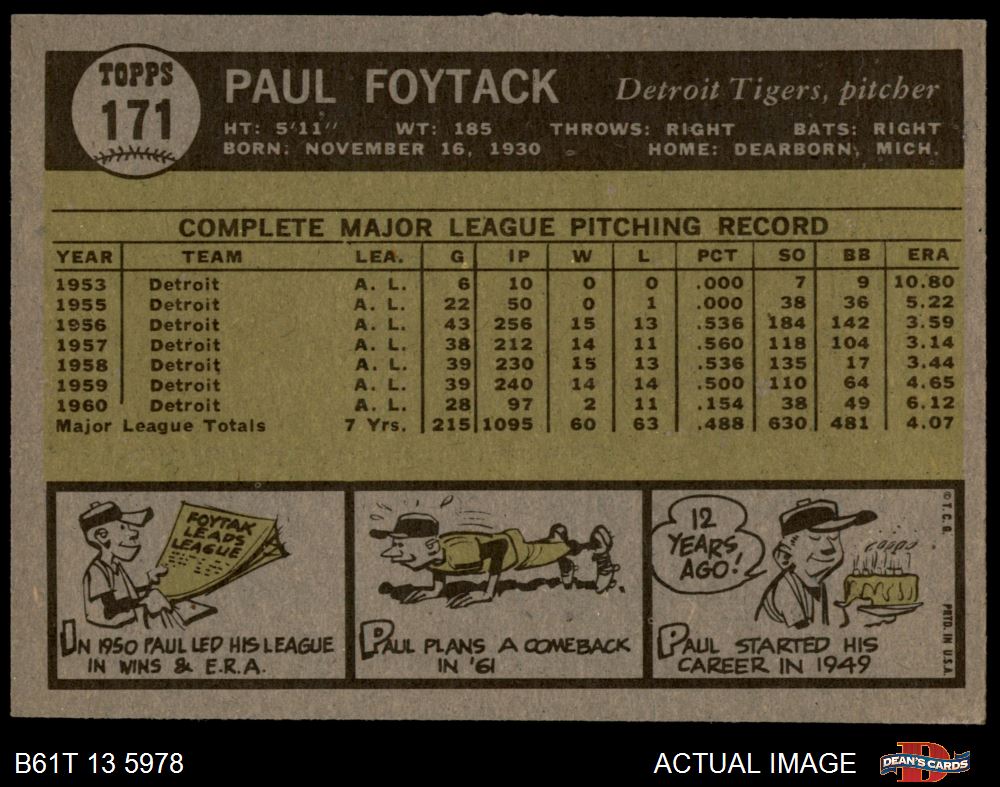 TOPPS
171
PAUL FOYTACK
Detroit Tigers, pitcher
HT: 5'11" WT: 185 THROWS: RIGHT BATS: RIGHT
BORN: NOVEMBER 16, 1930 HOME: DEARBORN, MICH.
COMPLETE MAJOR LEAGUE PITCHING RECORD
YEAR TEAM LEA. G IP W L PCT SO BB ERA
1953 Detroit A. L. 6 10 0 0 .000 7 9 10.80
1955 Detroit A. L. 22 50 0 1 .000 38 36 5.22
1956 Detroit A. L. 43 256 15 13 .536 184 142 3.59
1957 Detroit A. L. 38 212 14 11 .560 118 104 3.14
1958 Detroit A. L. 39 230 15 13 .536 135 17 3.44
1959 Detroit A. L. 39 240 14 14 .500 110 64 4.65
1960 Detroit A. L. 28 97 2 11 .154 38 49 6.12
Major League Totals 7 Yrs. 215 1095 60 63 .488 630 481 4.07
FOYTAK
LEADS
LEAGUE
IN 1950 PAUL LED HIS LEAGUE
IN WINS & E.R.A.
PAUL PLANS A COMEBACK
IN '61
12
YEARS
AGO!
PAUL STARTED HIS
CAREER IN 1949
© T.C.G.
PRTD. IN U.S.A.
B61T 13 5978
ACTUAL IMAGE
DEAN'S CARDS